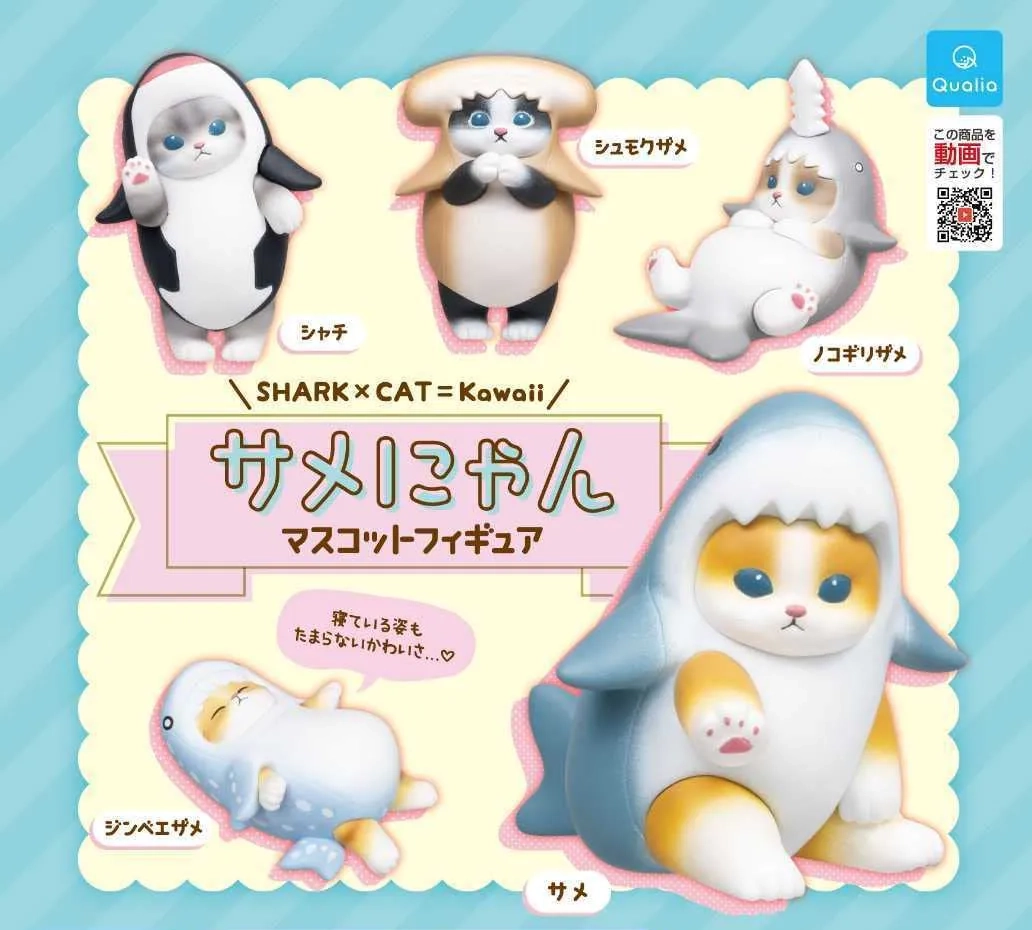 Qualia
この商品を
動画で
チェック!
シュモクザメ
シャチ
ノコギリザメ
SHARK×CAT=Kawaii
サメにゃん
マスコットフィギュア
寝ている姿も
たまらないかわいさ…♡
ジンベエザメ
サメ